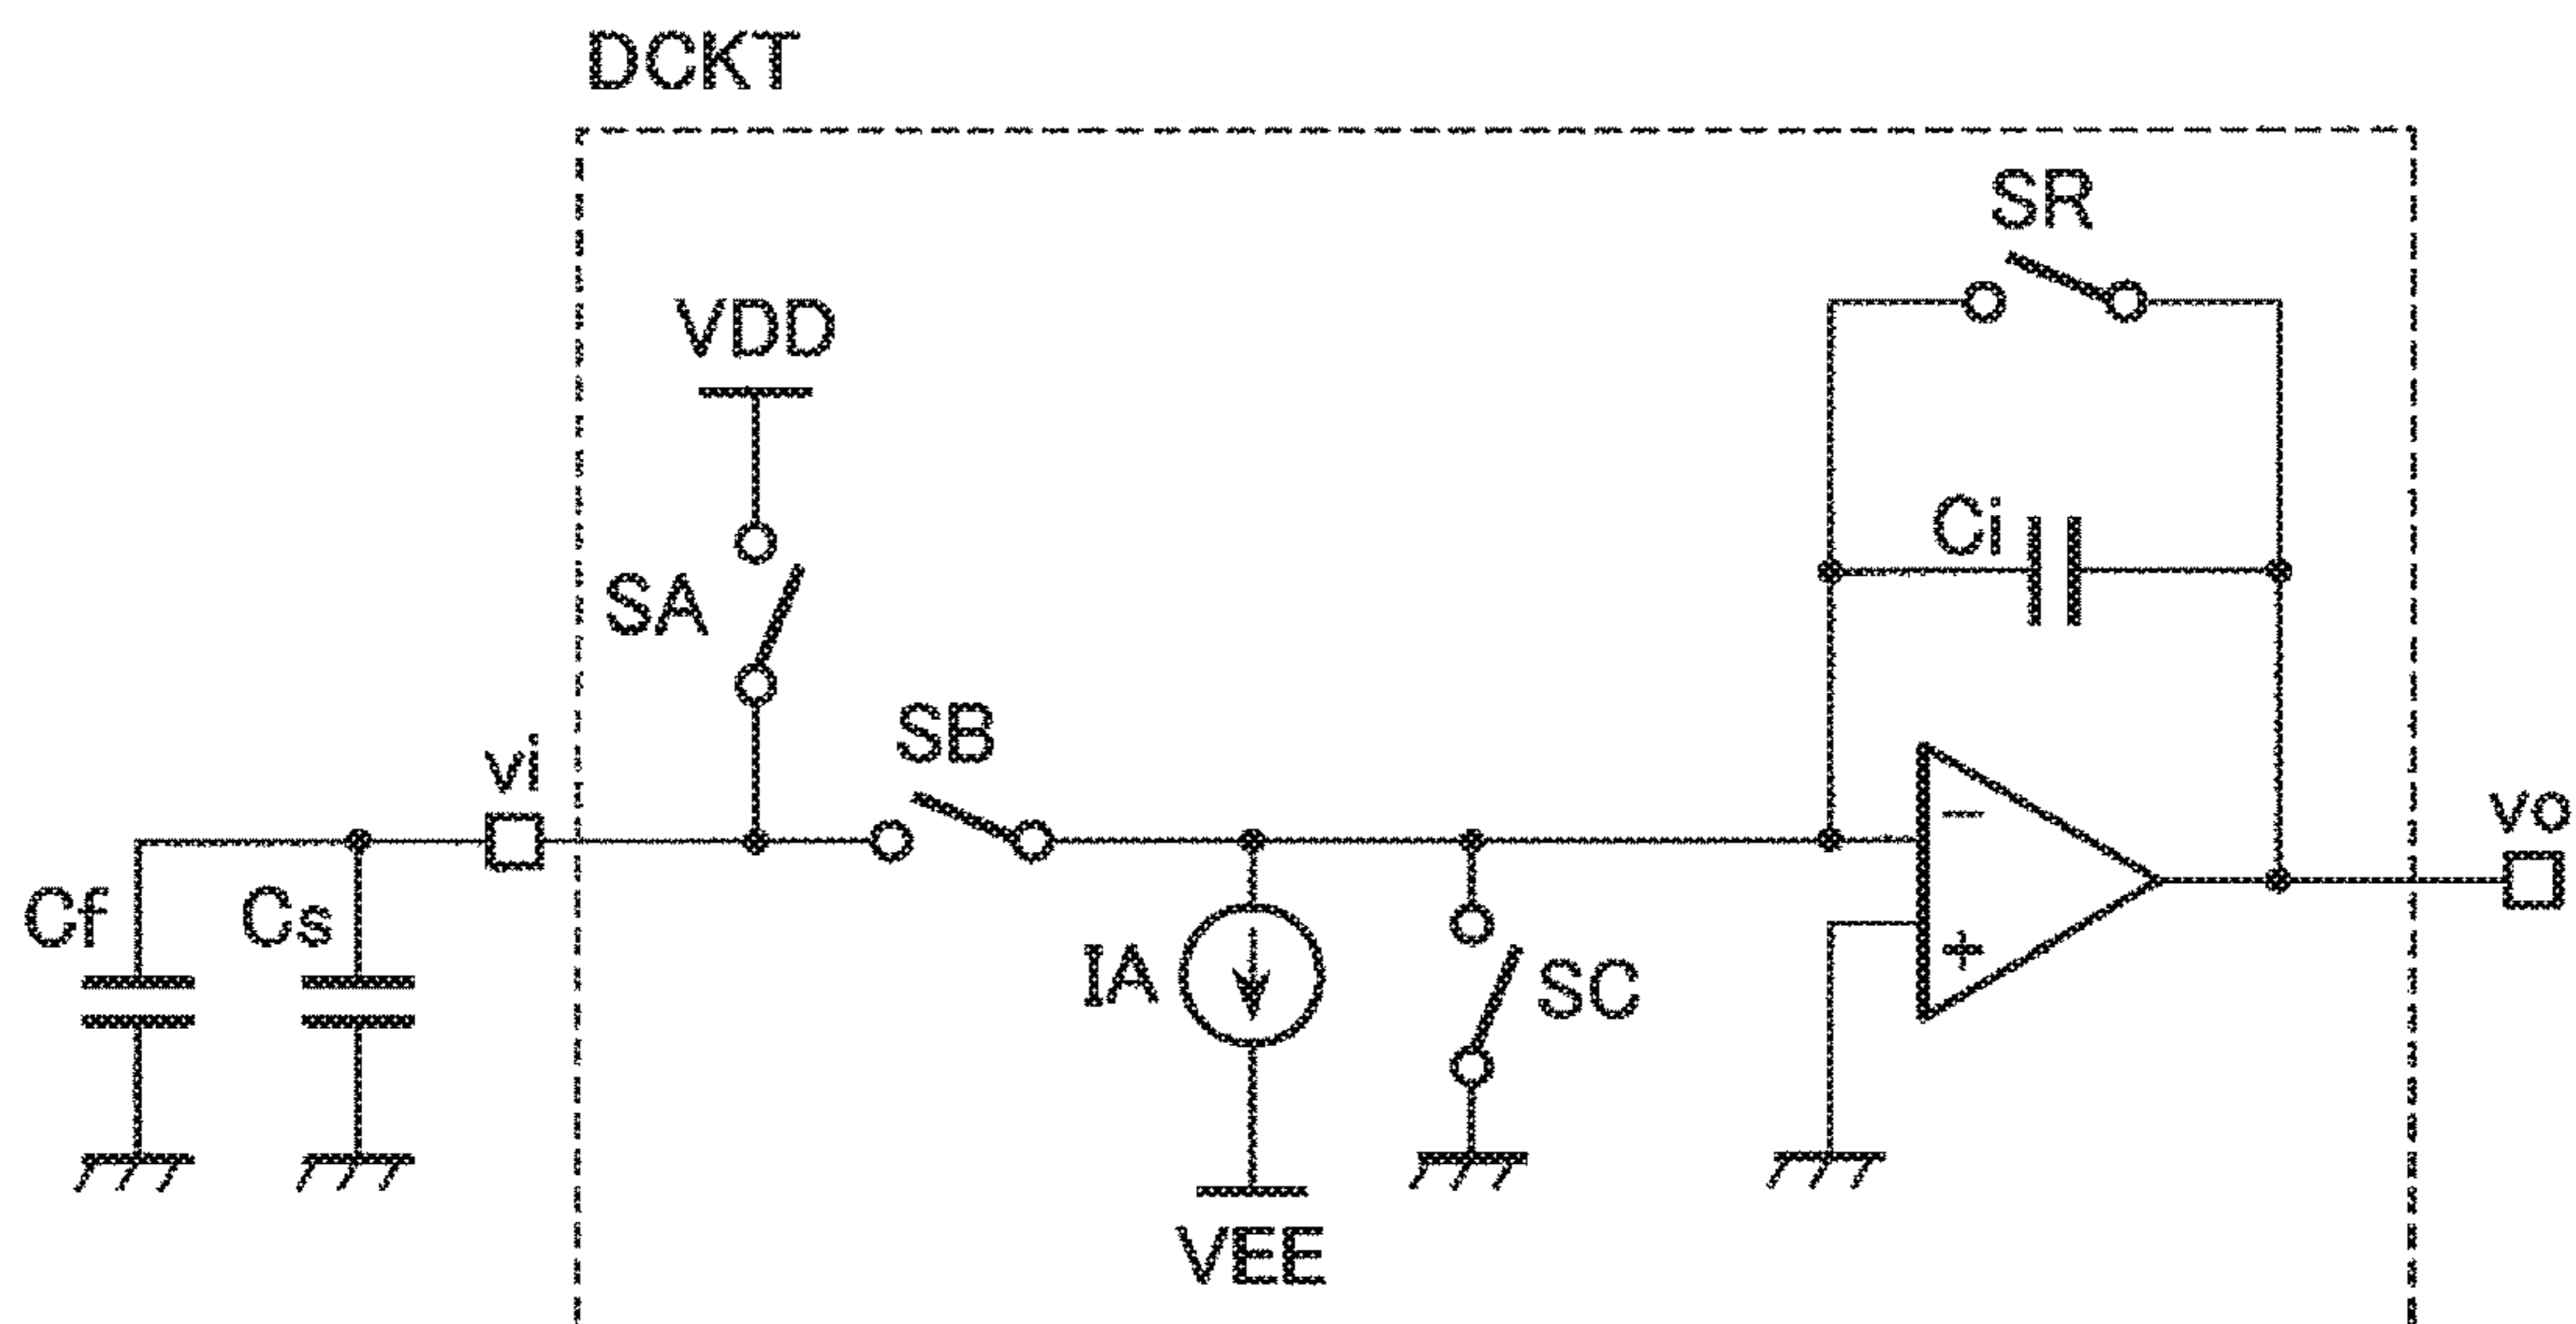 DCKT
SR
VDD
Ci
SA
SB
vi
−
vo
Cf
Cs
IA
SC
+
VEE